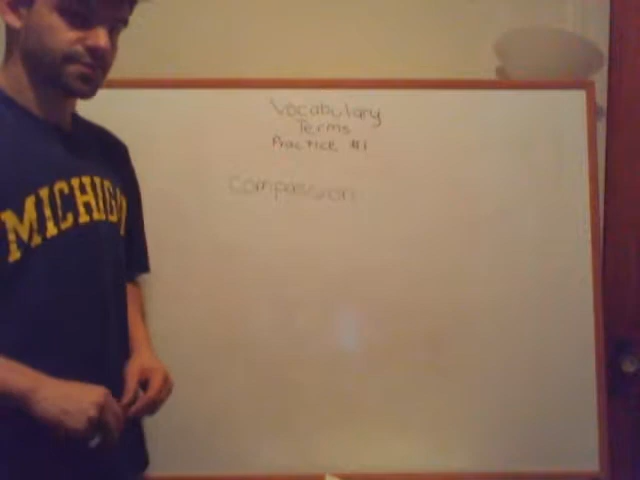 Vocabulary
Terms
Practice #1
compassion
MICHIGAN